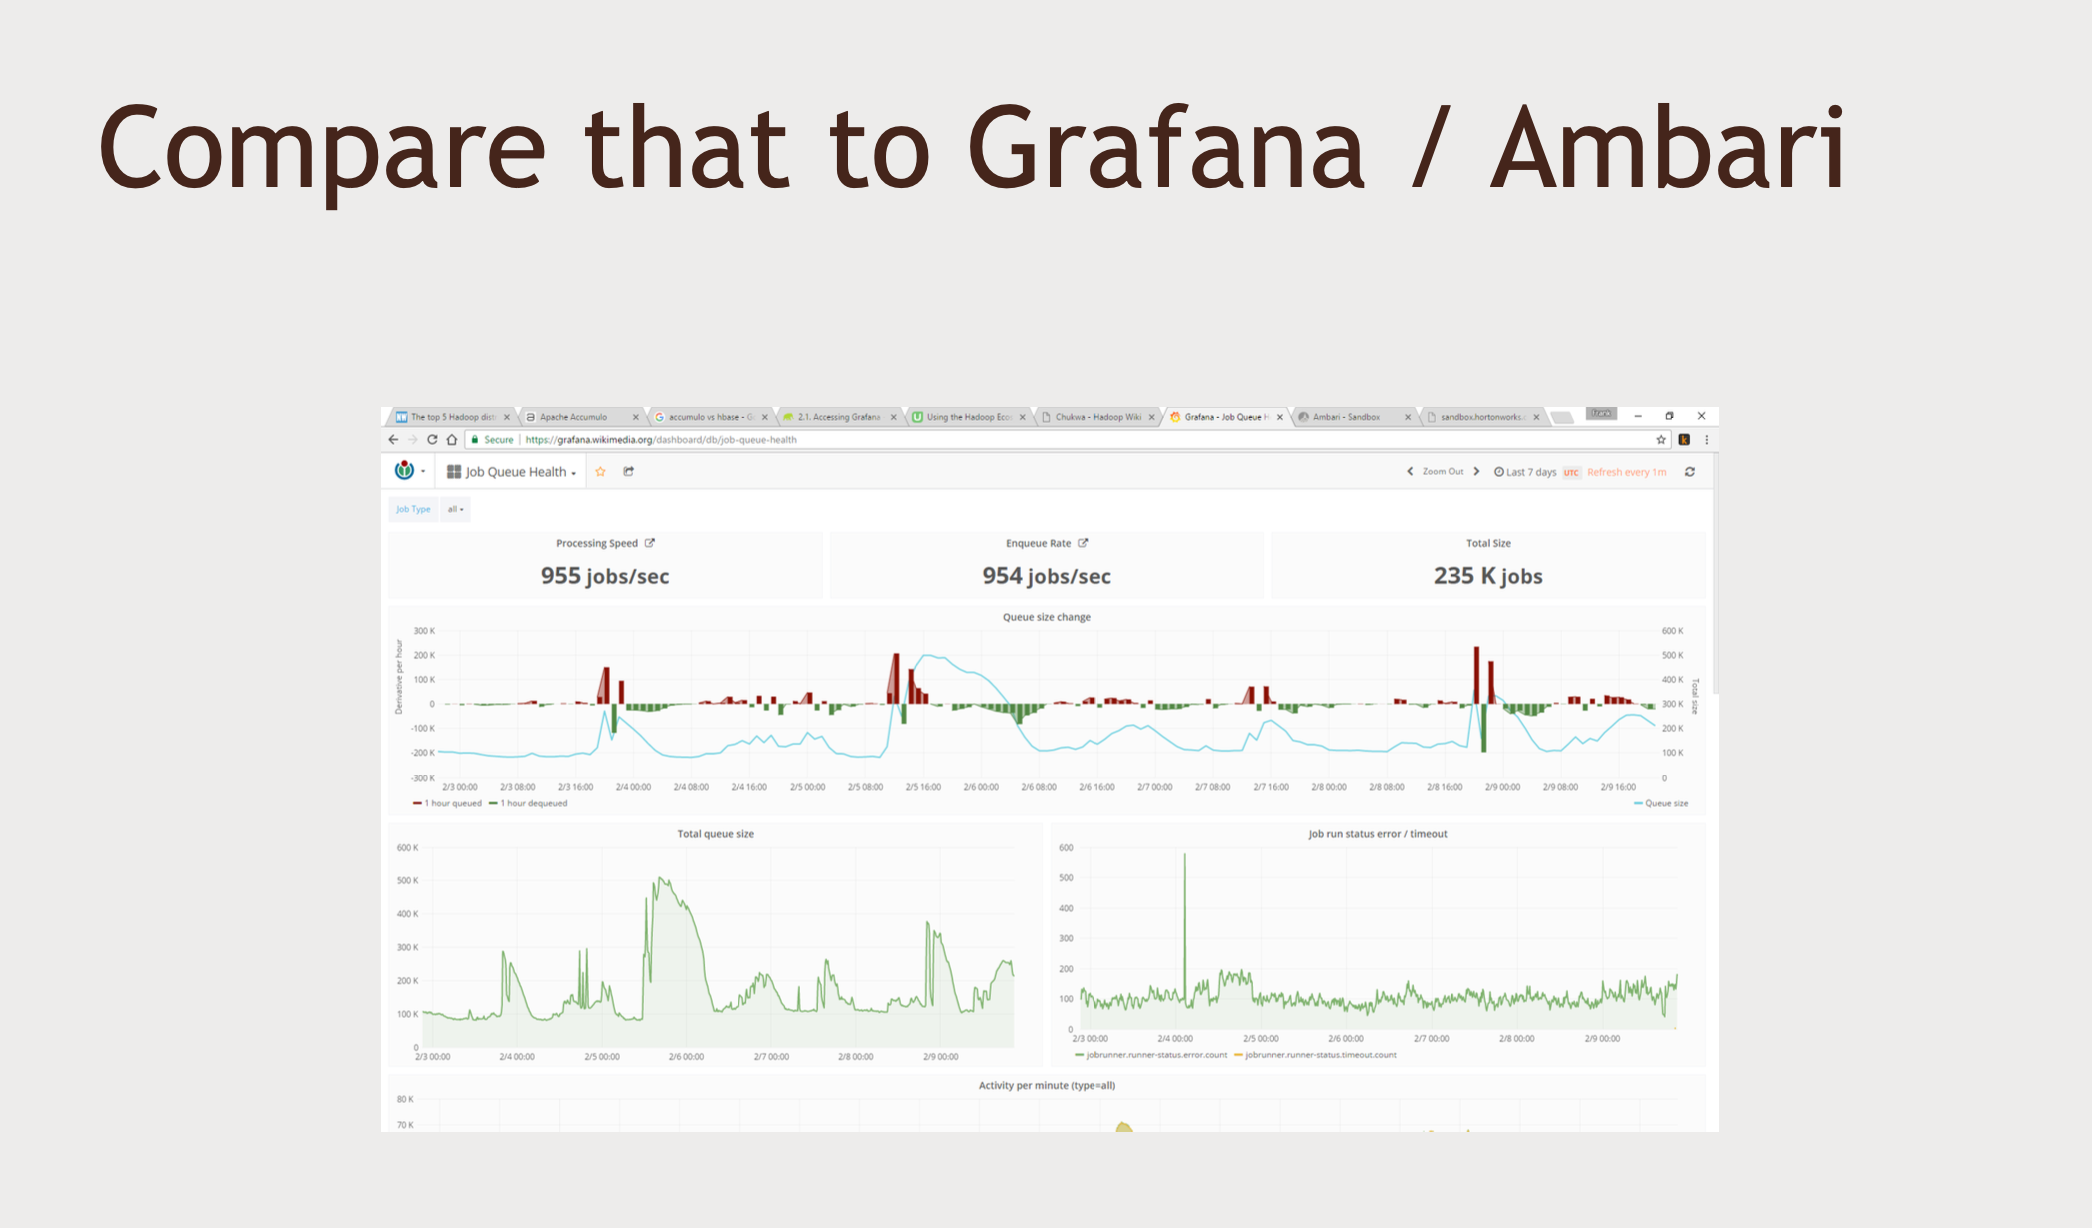 Compare that to Grafana / Ambari
The top 5 Hadoop dist
Apache Accumulo
accumulo vs hbase - G
2.1. Accessing Grafana
Using the Hadoop Eco
Chukwa - Hadoop Wiki
Grafana - Job Queue H
Ambari - Sandbox
sandbox.hortonworks.
Frank
Secure https://grafana.wikimedia.org/dashboard/db/job-queue-health
Job Queue Health
Zoom Out Last 7 days UTC Refresh every 1m
Job Type all
Processing Speed
955 jobs/sec
Enqueue Rate
954 jobs/sec
Total Size
235 K jobs
Queue size change
Derivative per hour
300 K
200 K
100 K
0
-100 K
-200 K
-300 K
600 K
500 K
400 K
300 K
200 K
100 K
0
Total size
2/3 00:00 2/3 08:00 2/3 16:00 2/4 00:00 2/4 08:00 2/4 16:00 2/5 00:00 2/5 08:00 2/5 16:00 2/6 00:00 2/6 08:00 2/6 16:00 2/7 00:00 2/7 08:00 2/7 16:00 2/8 00:00 2/8 08:00 2/8 16:00 2/9 00:00 2/9 08:00 2/9 16:00
1 hour queued 1 hour dequeued Queue size
Total queue size
600 K
500 K
400 K
300 K
200 K
100 K
0
2/3 00:00 2/4 00:00 2/5 00:00 2/6 00:00 2/7 00:00 2/8 00:00 2/9 00:00
Job run status error / timeout
600
500
400
300
200
100
0
2/3 00:00 2/4 00:00 2/5 00:00 2/6 00:00 2/7 00:00 2/8 00:00 2/9 00:00
jobrunner.runner-status.error.count jobrunner.runner-status.timeout.count
Activity per minute (type=all)
80 K
70 K